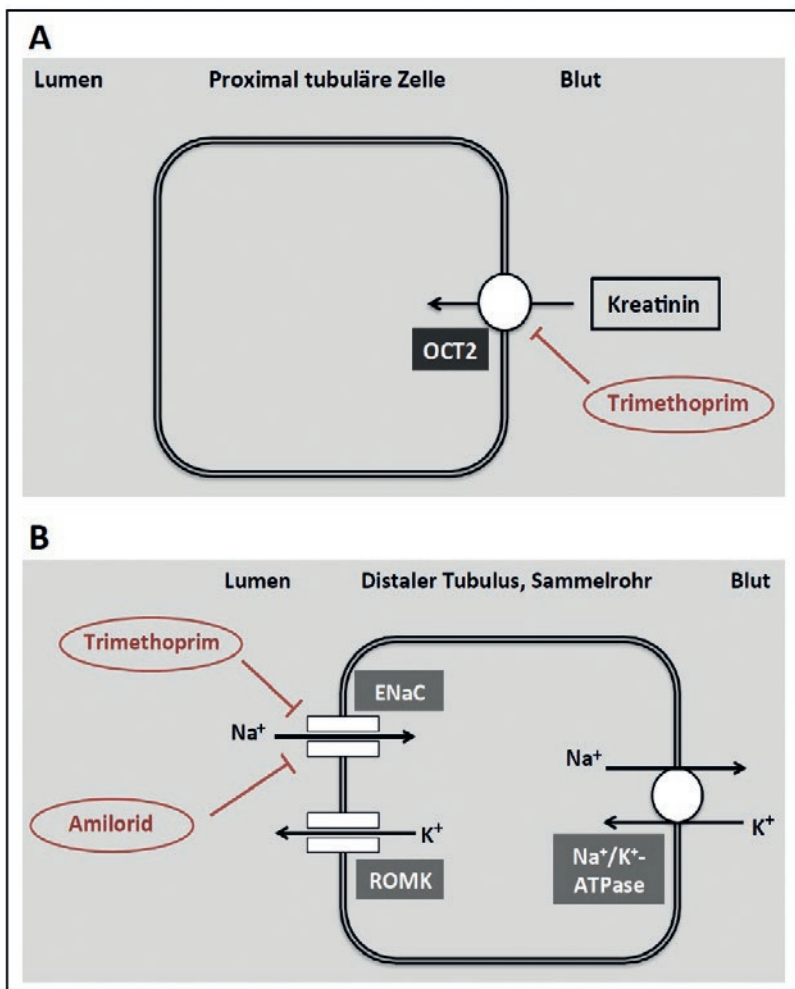 A
Lumen Proximal tubuläre Zelle Blut
Kreatinin
OCT2
Trimethoprim
B
Lumen Distaler Tubulus, Sammelrohr Blut
Trimethoprim
ENaC
Na⁺
Na⁺
Amilorid
K⁺
K⁺
ROMK
Na⁺/K⁺-
ATPase